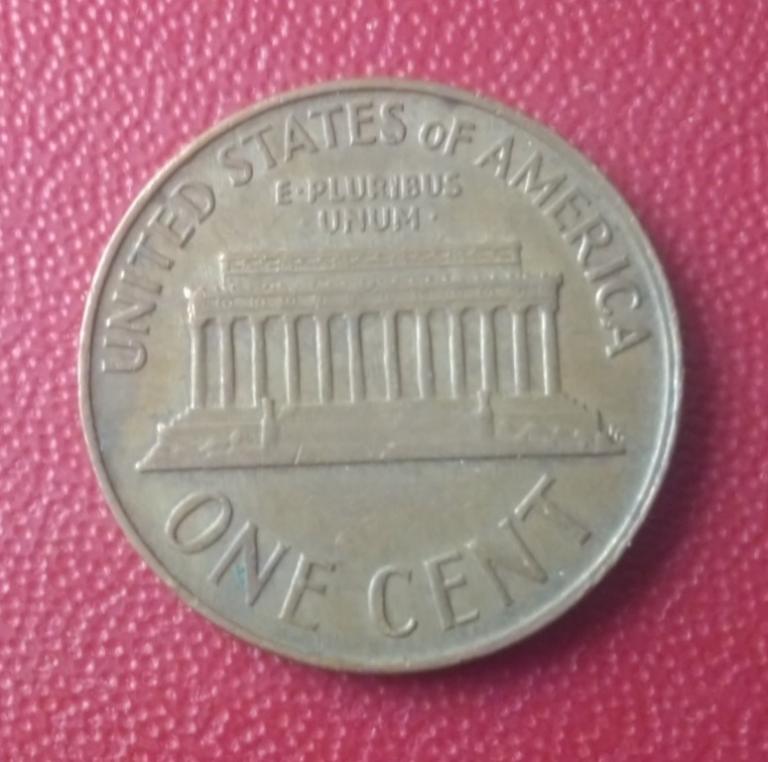 UNITED STATES OF AMERICA
E·PLURIBUS
·UNUM·
ONE CENT